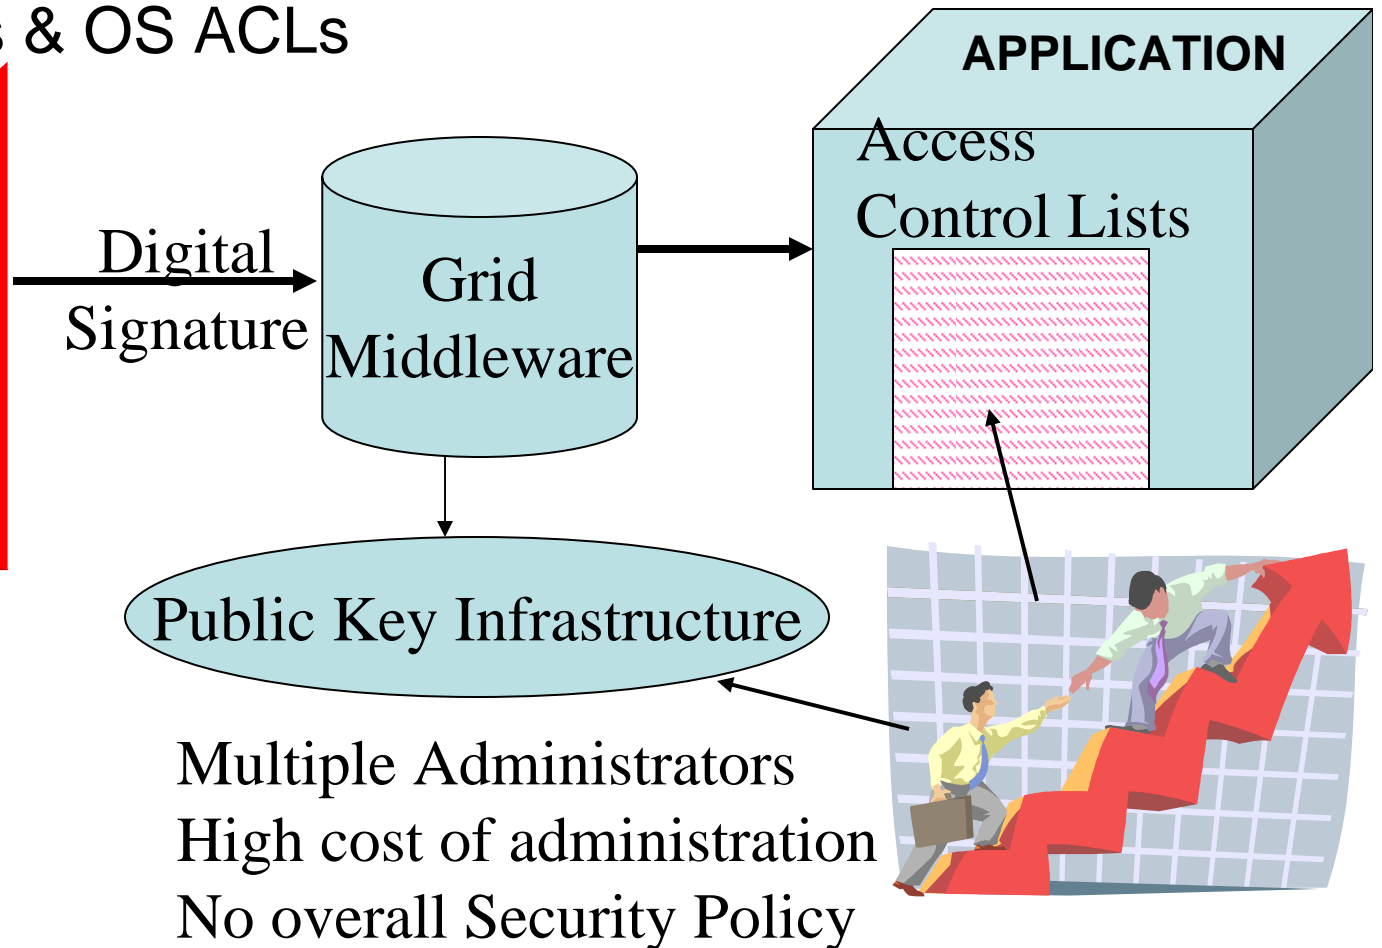 s & OS ACLs
APPLICATION
Access
Control Lists
Digital
Signature
Grid
Middleware
Public Key Infrastructure
Multiple Administrators
High cost of administration
No overall Security Policy